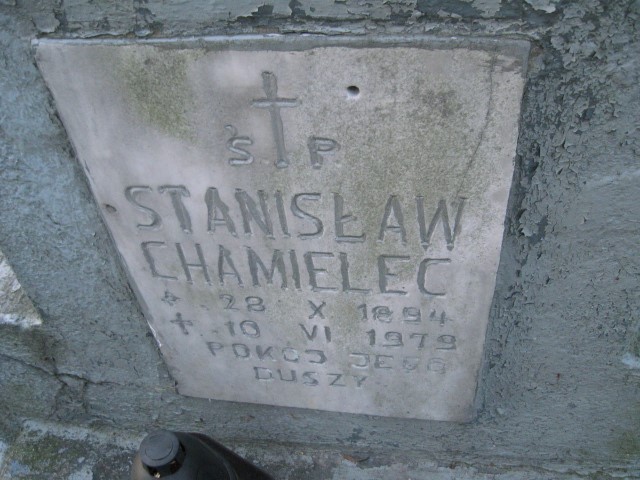 Ś.P.
STANISŁAW
CHAMIELEC
28 X 1894
10 VI 1979
POKÓJ JEGO
DUSZY